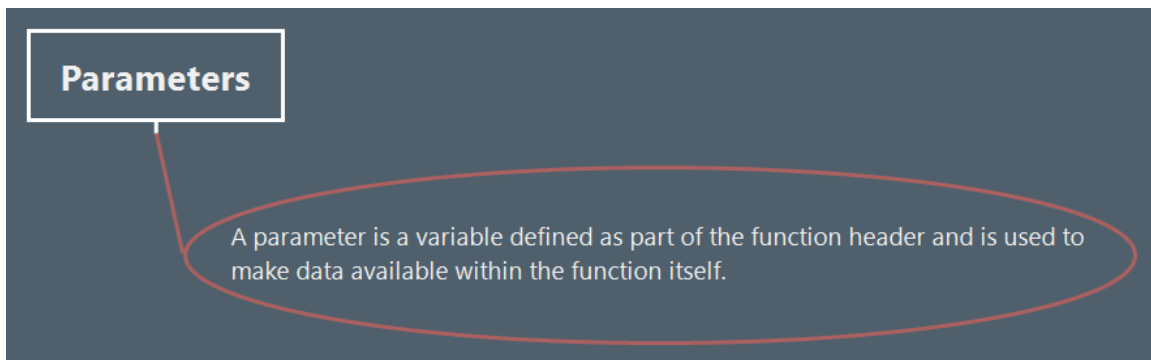 Parameters
A parameter is a variable defined as part of the function header and is used to
make data available within the function itself.